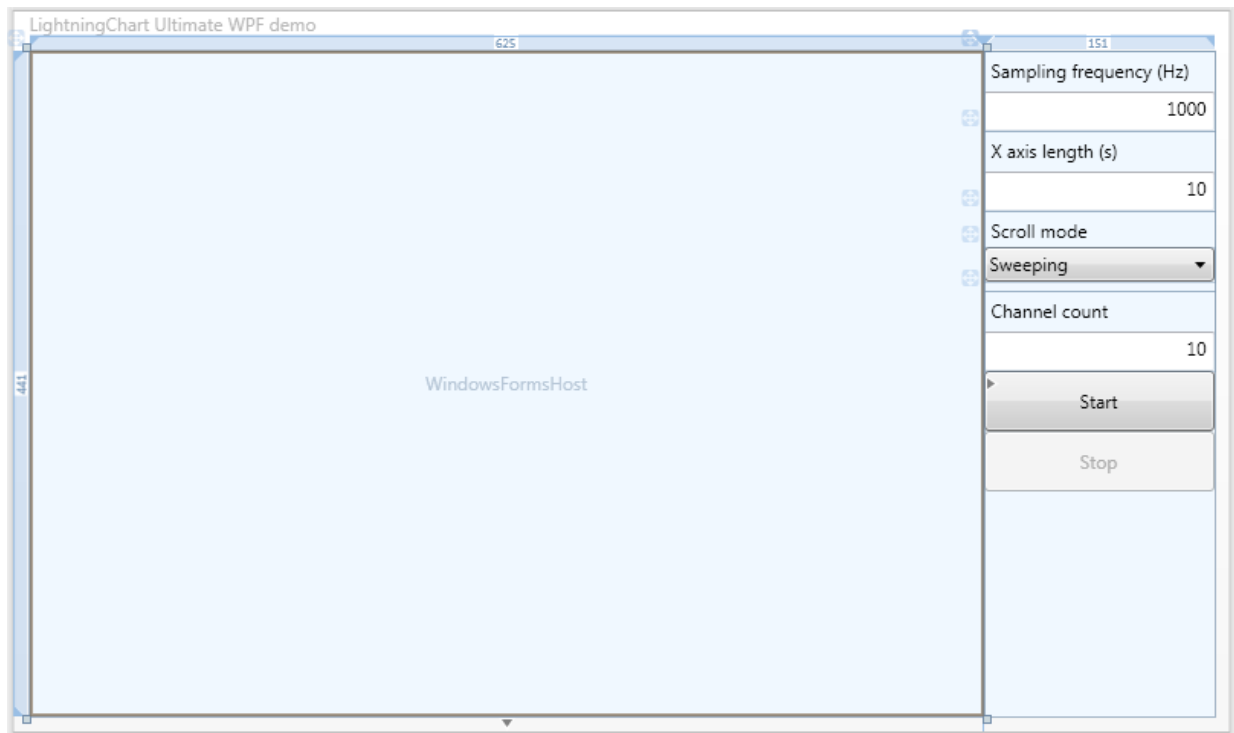 LightningChart Ultimate WPF demo
625
151
Sampling frequency (Hz)
1000
X axis length (s)
10
Scroll mode
Sweeping
Channel count
10
441
WindowsFormsHost
Start
Stop